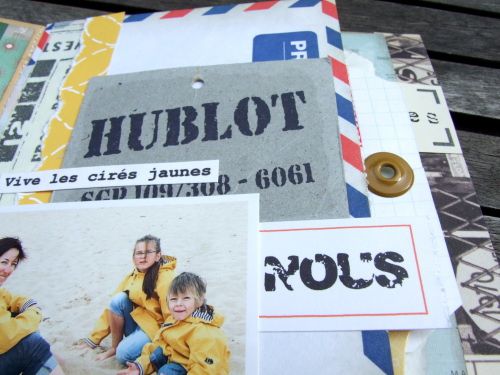 PR
HUBLOT
Vive les cirés jaunes
SGP 109/308 - 6061
NOUS